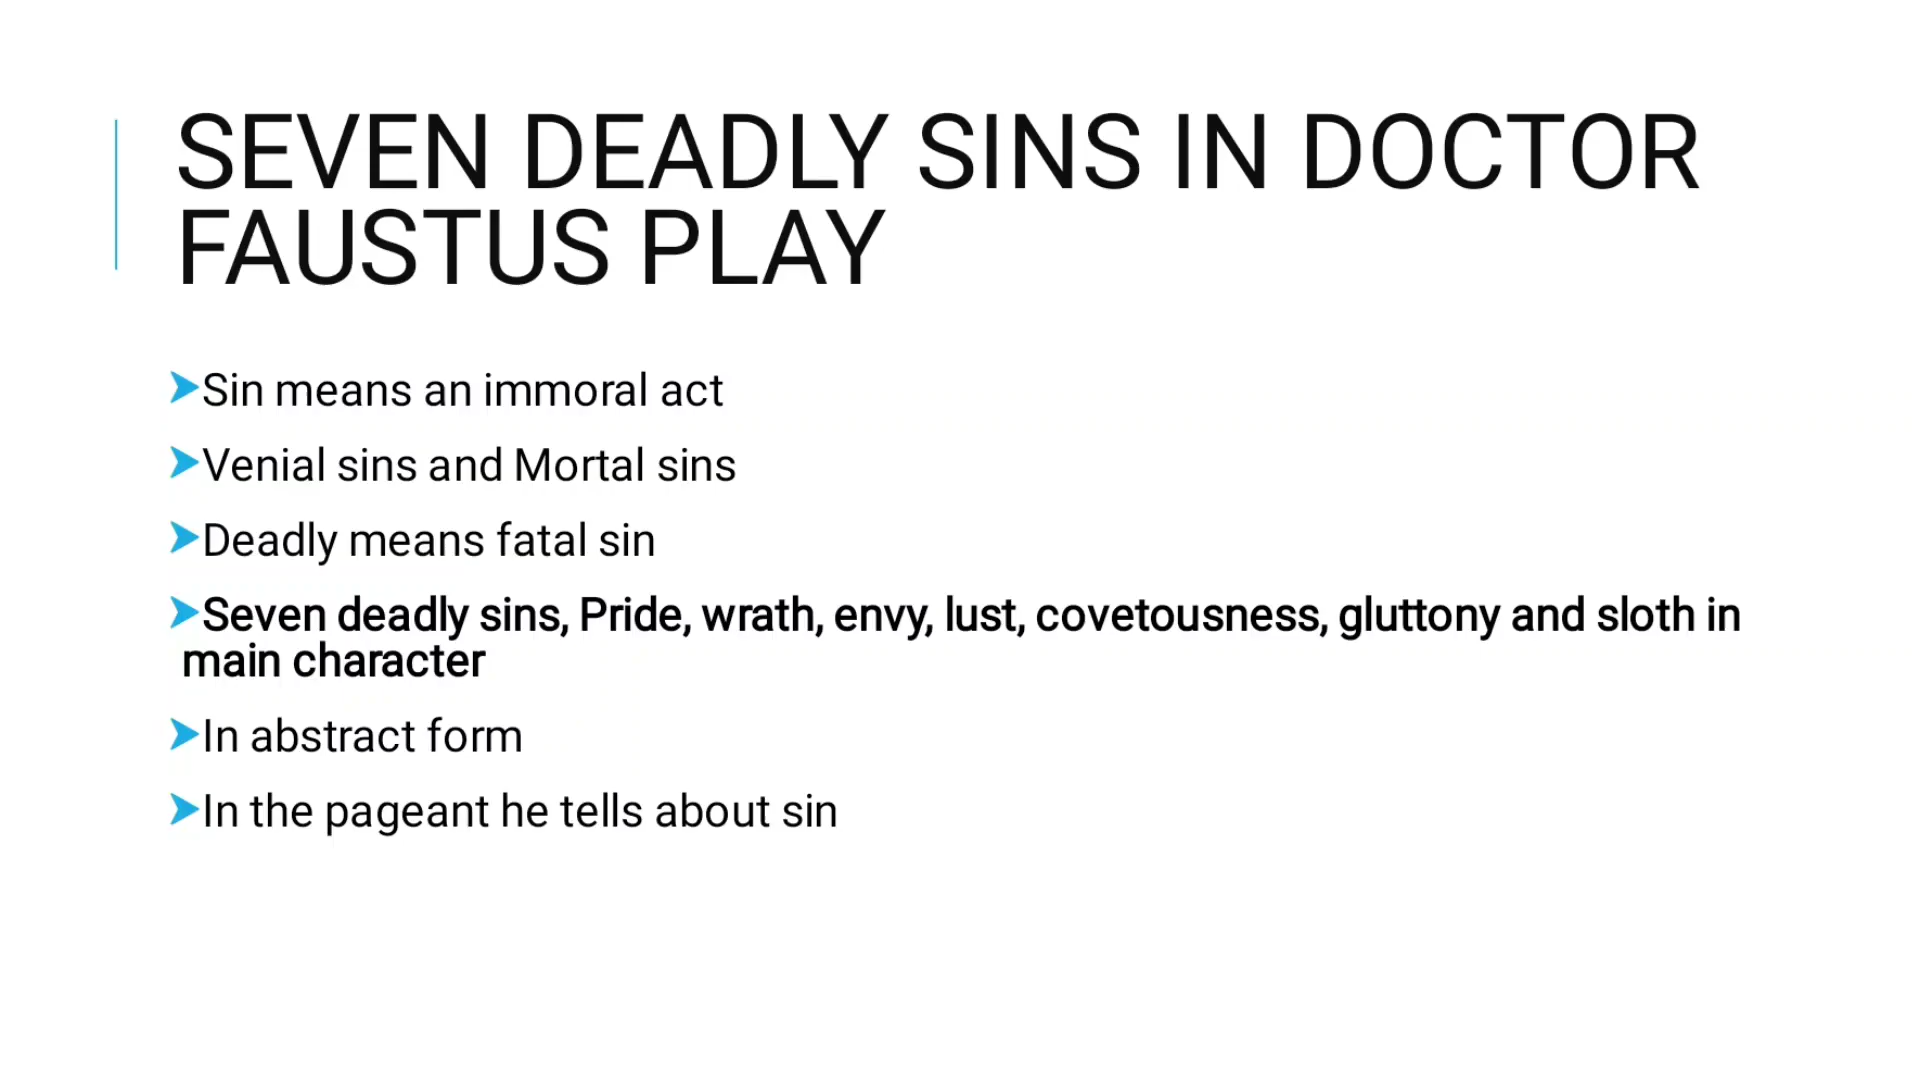 SEVEN DEADLY SINS IN DOCTOR
FAUSTUS PLAY
Sin means an immoral act
Venial sins and Mortal sins
Deadly means fatal sin
Seven deadly sins, Pride, wrath, envy, lust, covetousness, gluttony and sloth in
main character
In abstract form
In the pageant he tells about sin